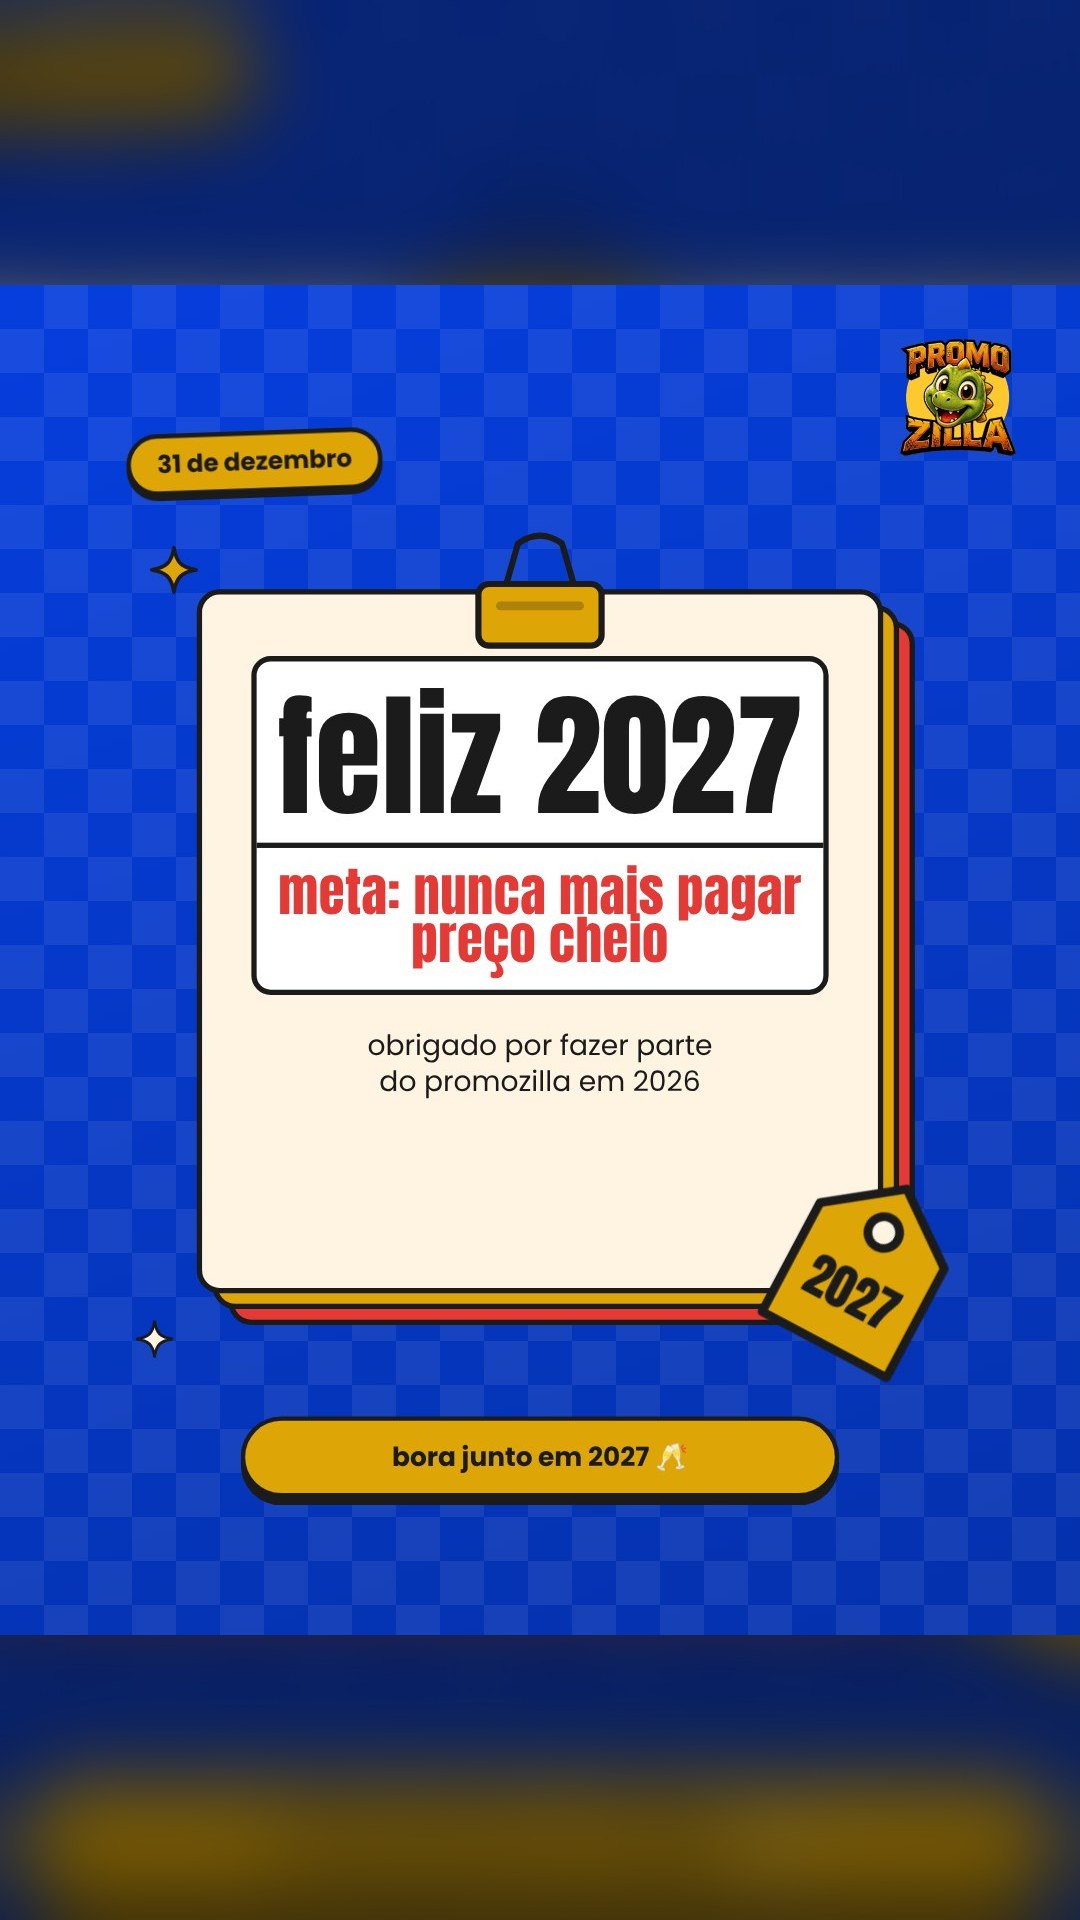 PROMO
ZILLA
31 de dezembro
feliz 2027
meta: nunca mais pagar
preço cheio
obrigado por fazer parte
do promozilla em 2026
2027
bora junto em 2027 🥂